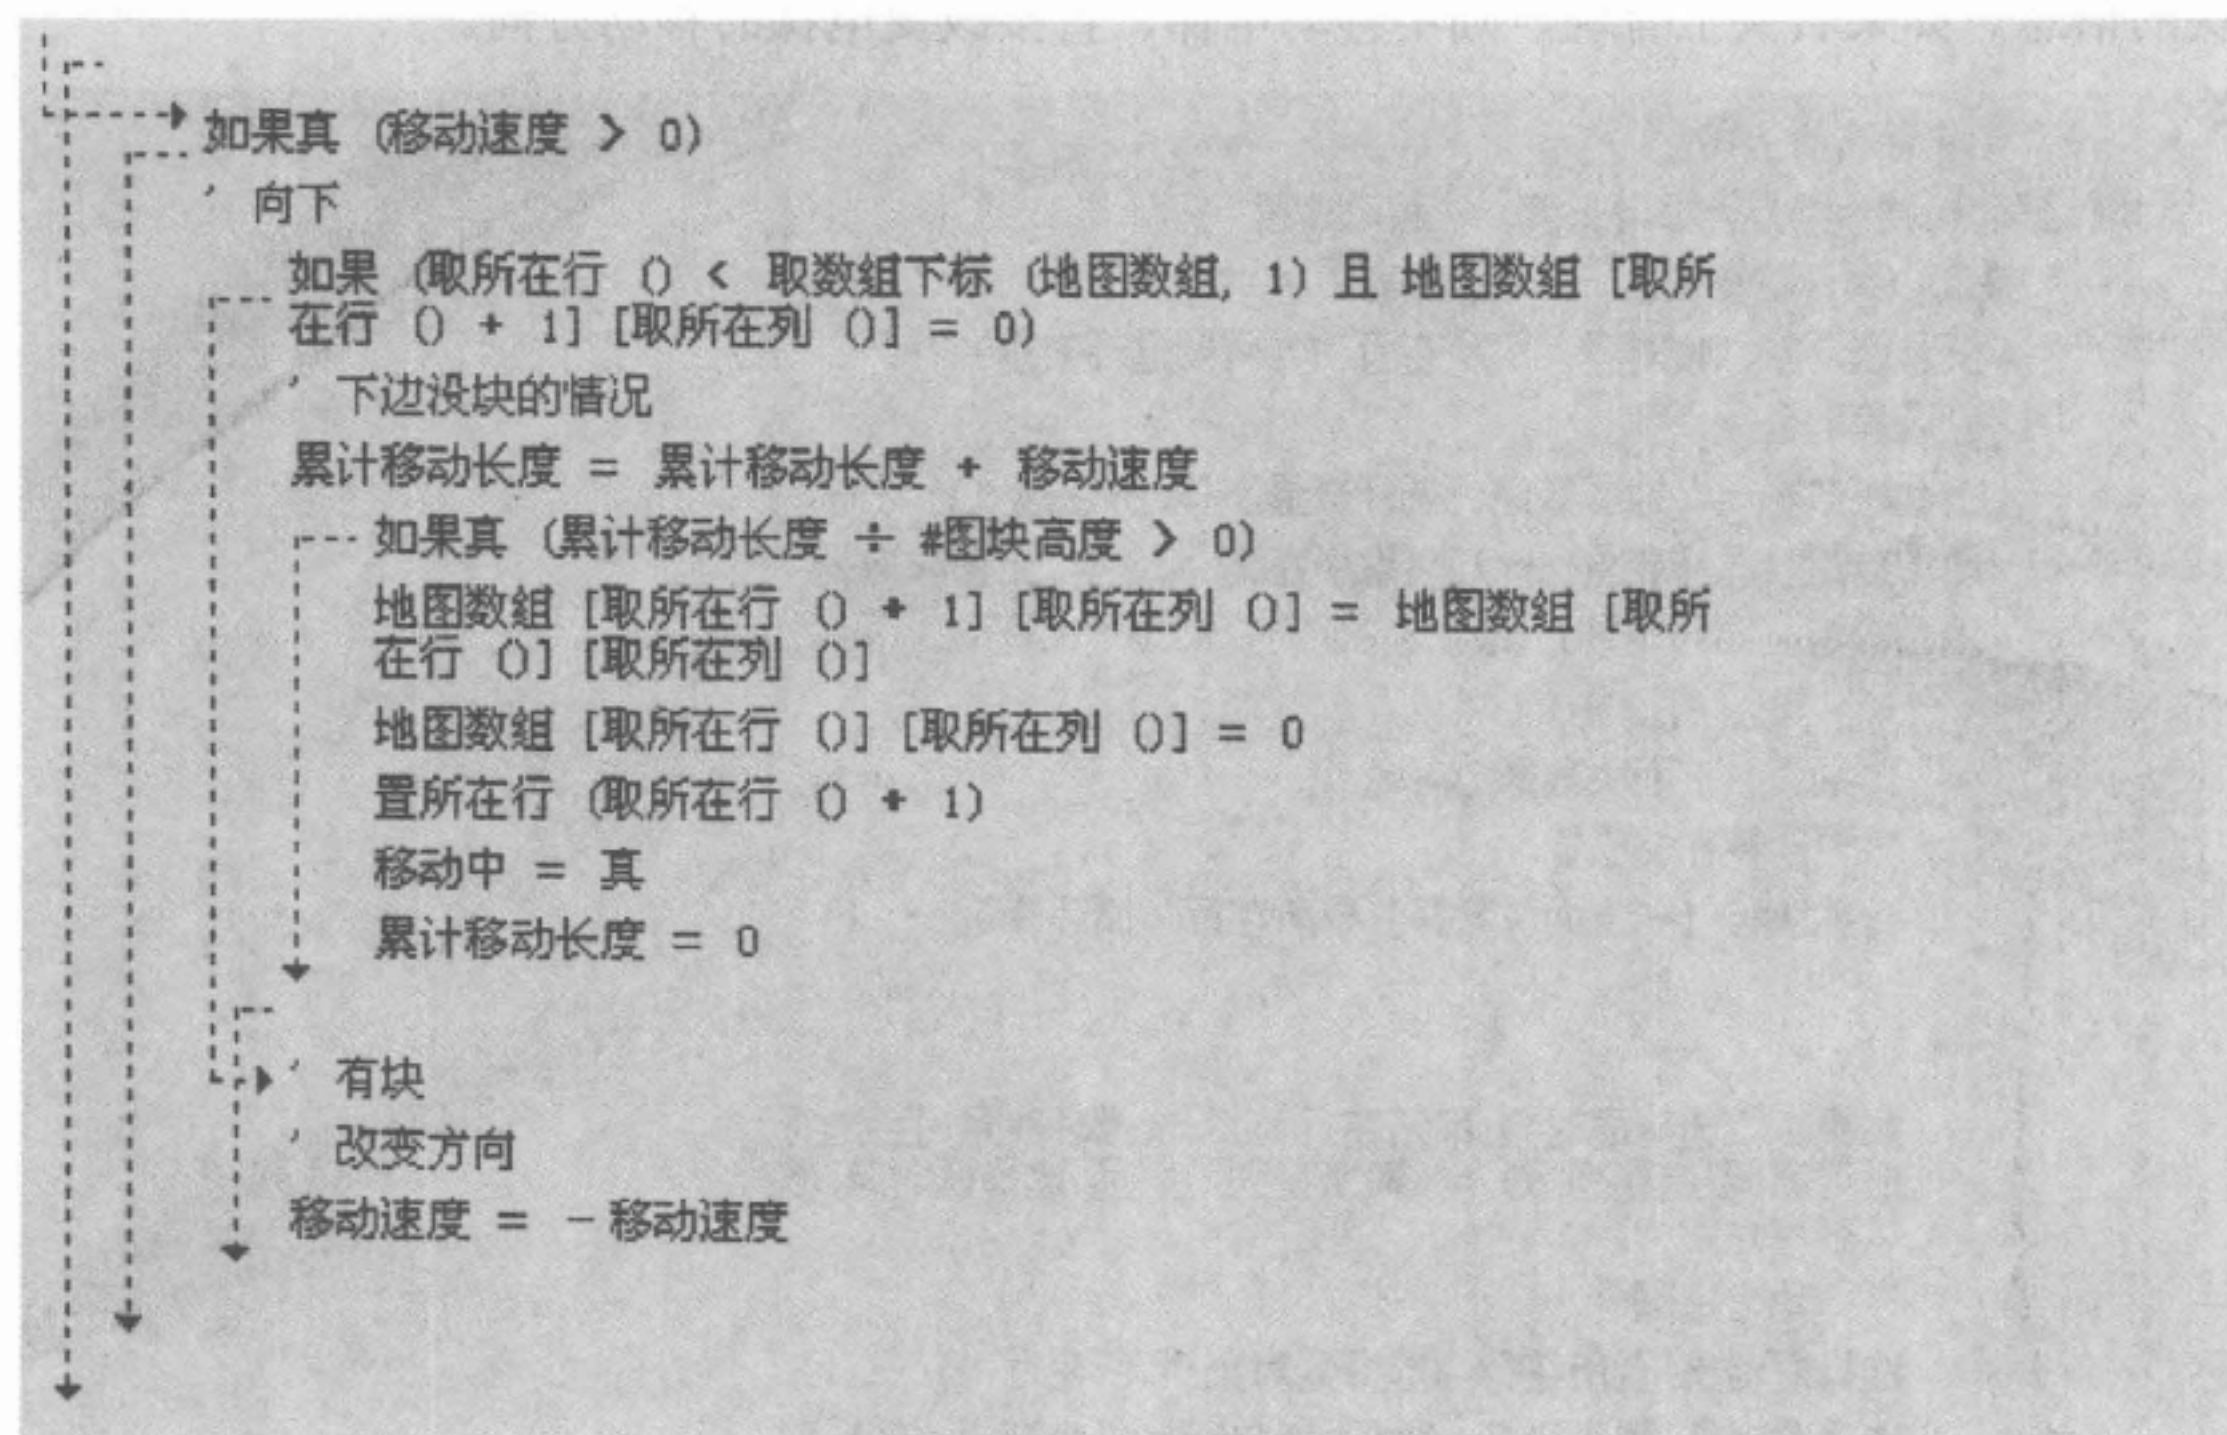 如果真 (移动速度 > 0)
' 向下
如果 (取所在行 () < 取数组下标 (地图数组, 1) 且 地图数组 [取所
在行 () + 1] [取所在列 ()] = 0)
' 下边没块的情况
累计移动长度 = 累计移动长度 + 移动速度
如果真 (累计移动长度 ÷ #图块高度 > 0)
地图数组 [取所在行 () + 1] [取所在列 ()] = 地图数组 [取所
在行 ()] [取所在列 ()]
地图数组 [取所在行 ()] [取所在列 ()] = 0
置所在行 (取所在行 () + 1)
移动中 = 真
累计移动长度 = 0
' 有块
' 改变方向
移动速度 = - 移动速度